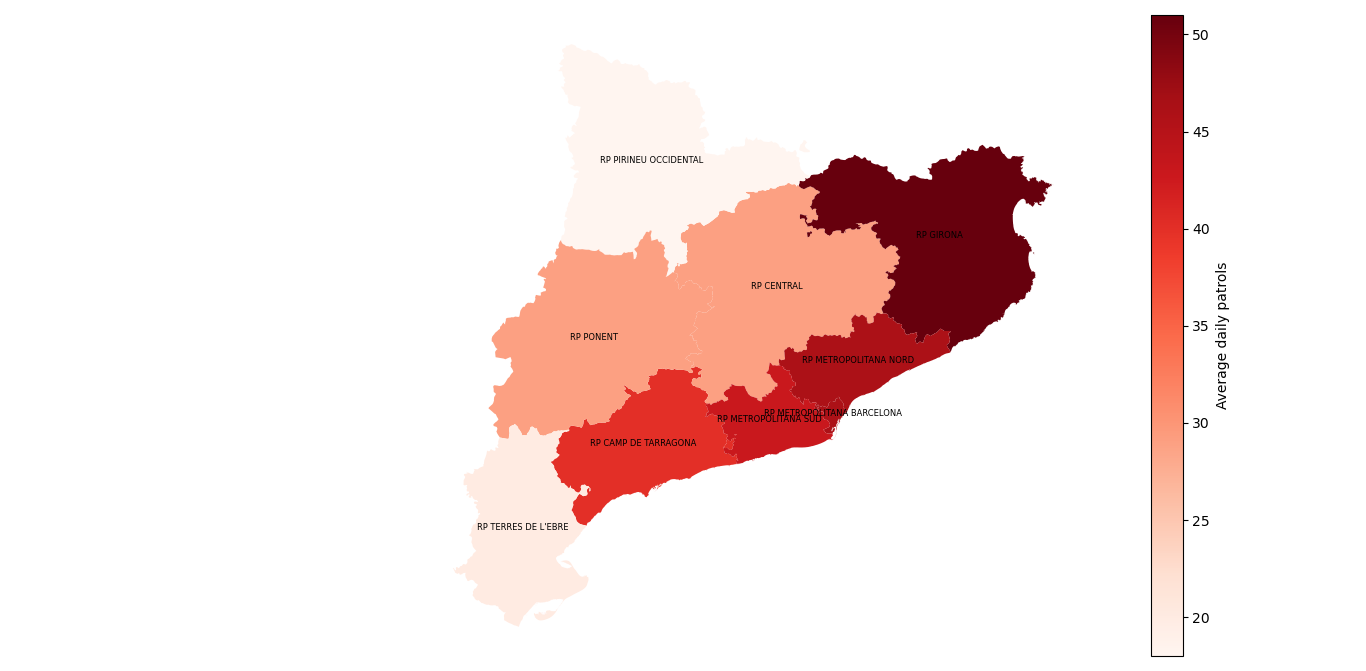 RP PIRINEU OCCIDENTAL
RP GIRONA
RP CENTRAL
RP PONENT
RP METROPOLITANA NORD
RP METROPOLITANA BARCELONA
RP METROPOLITANA SUD
RP CAMP DE TARRAGONA
RP TERRES DE L'EBRE
50
45
40
35
30
25
20
Average daily patrols